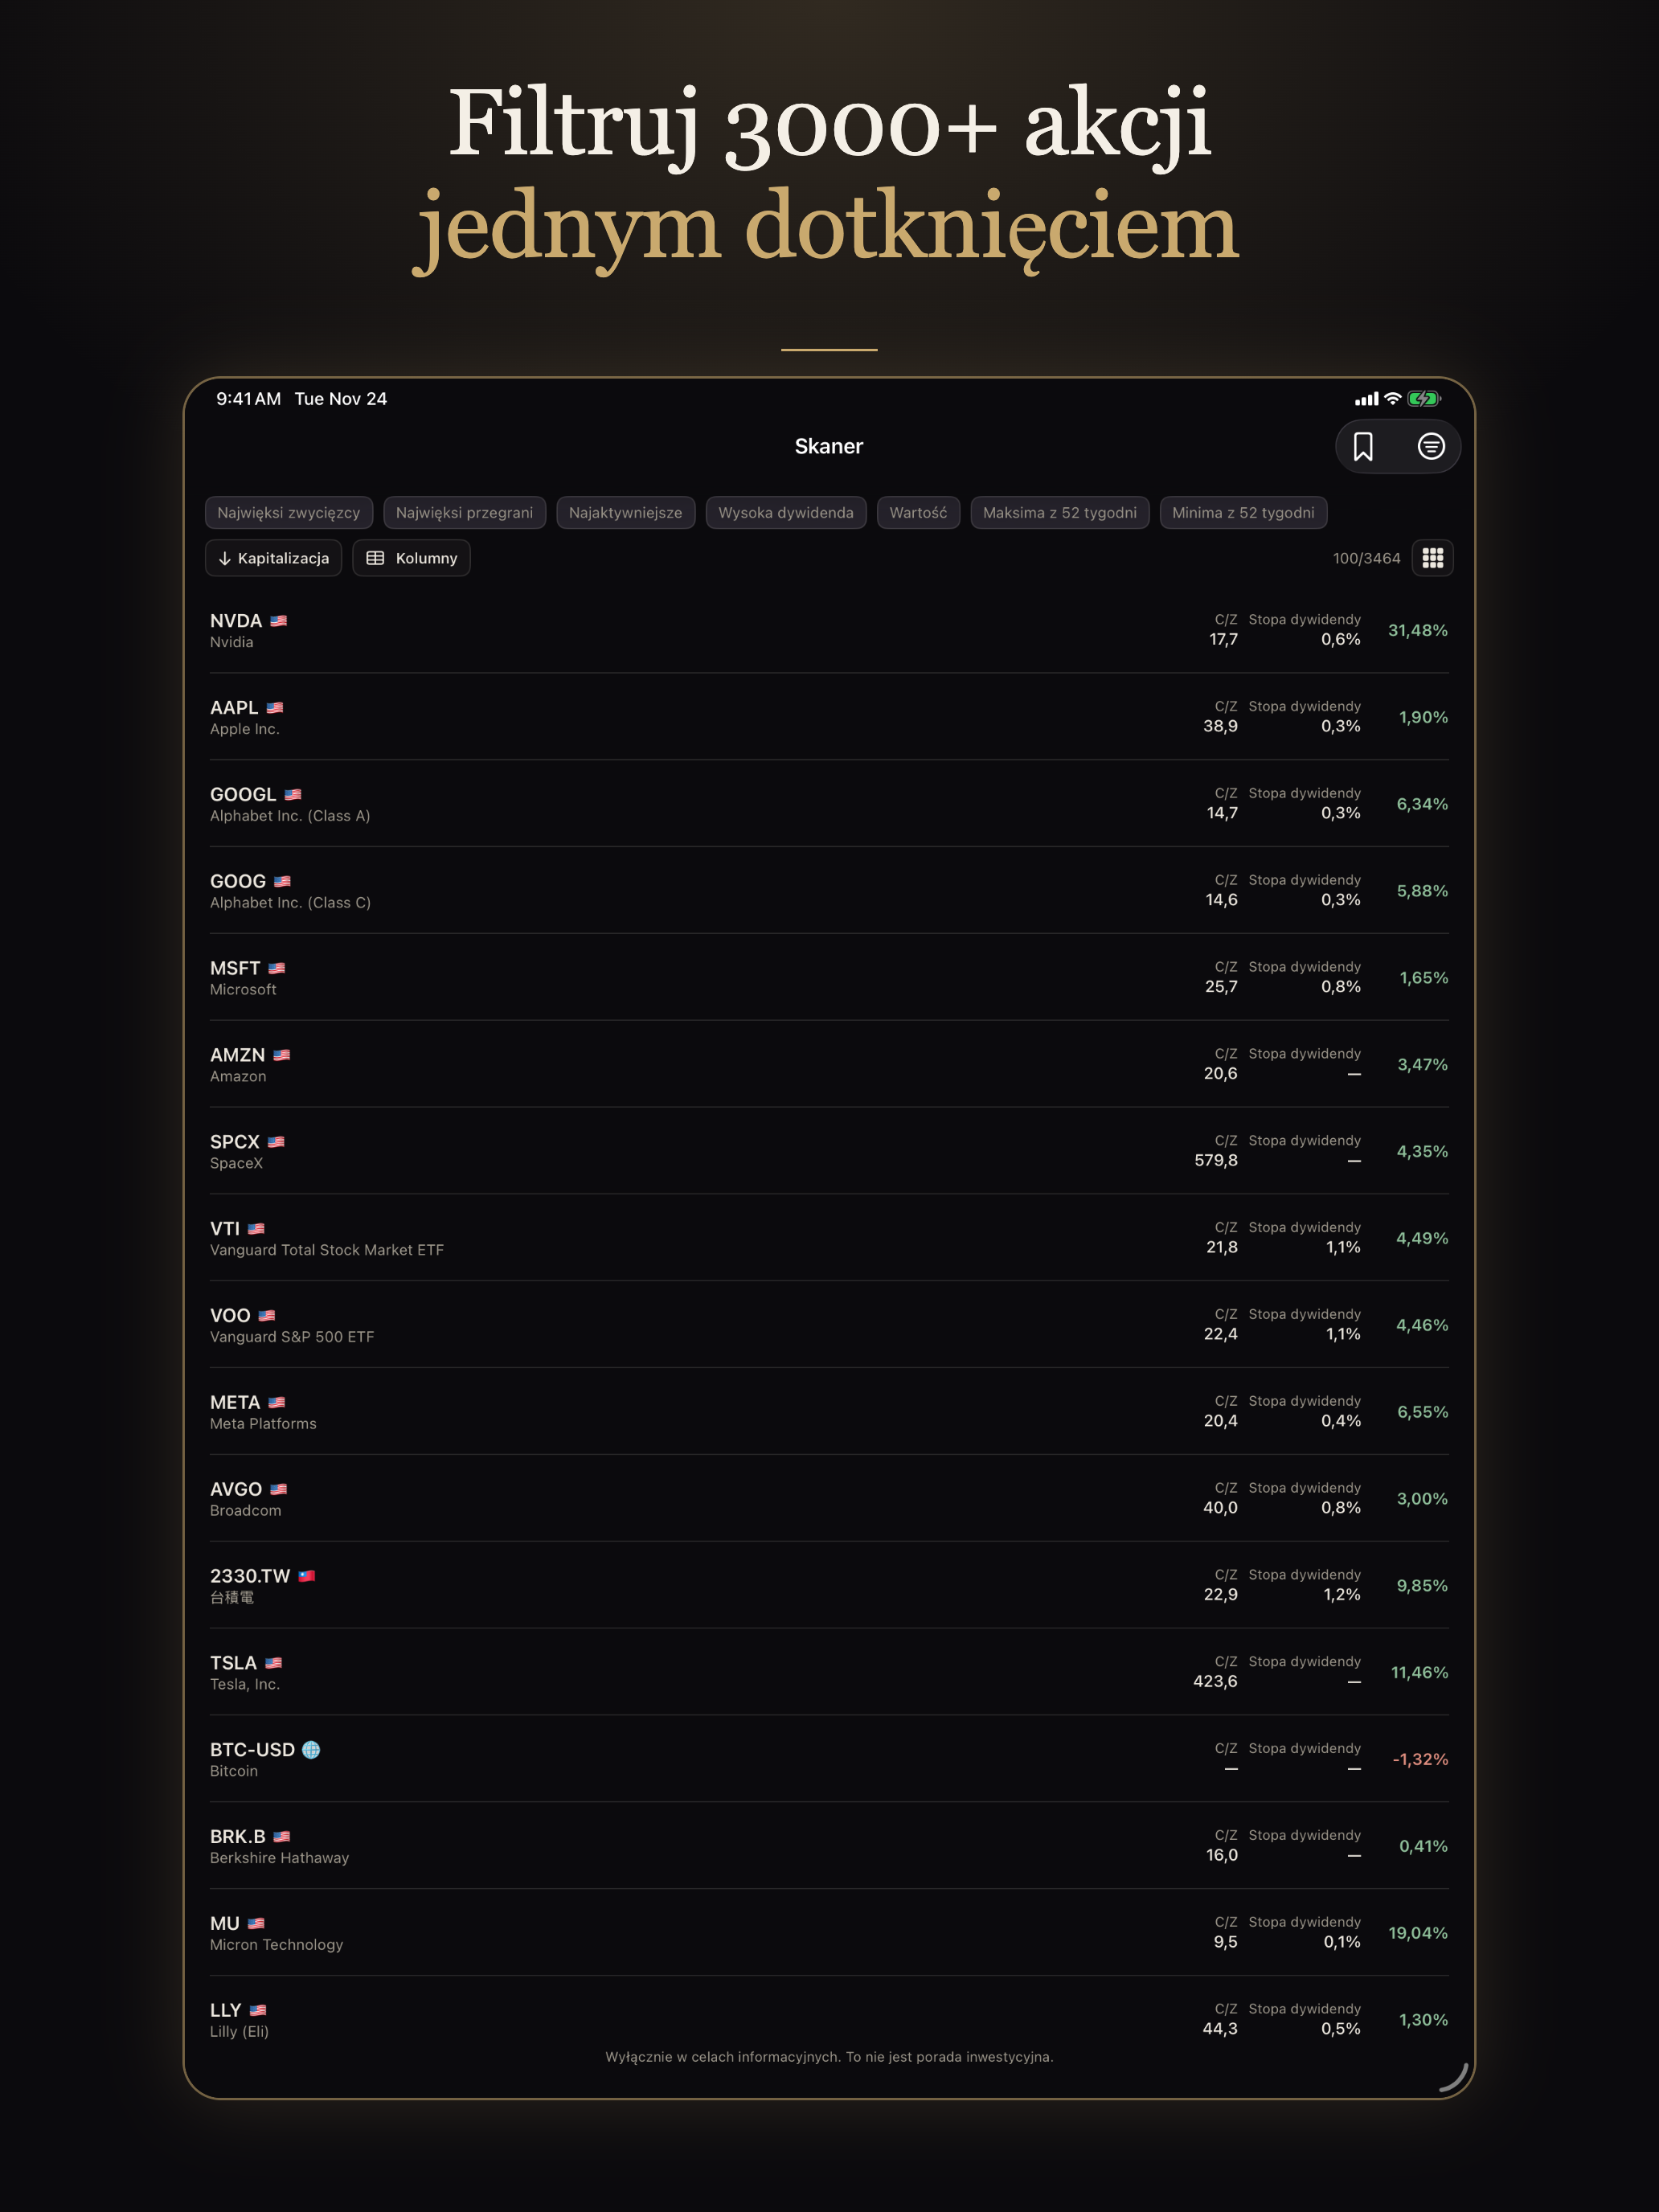 Filtruj 3000+ akcji
jednym dotknięciem
9:41 AM Tue Nov 24
Skaner
Najwięksi zwycięzcy Najwięksi przegrani Najaktywniejsze Wysoka dywidenda Wartość Maksima z 52 tygodni Minima z 52 tygodni
↓ Kapitalizacja Kolumny 100/3464
NVDA 🇺🇸 C/Z Stopa dywidendy
Nvidia 17,7 0,6% 31,48%
AAPL 🇺🇸 C/Z Stopa dywidendy
Apple Inc. 38,9 0,3% 1,90%
GOOGL 🇺🇸 C/Z Stopa dywidendy
Alphabet Inc. (Class A) 14,7 0,3% 6,34%
GOOG 🇺🇸 C/Z Stopa dywidendy
Alphabet Inc. (Class C) 14,6 0,3% 5,88%
MSFT 🇺🇸 C/Z Stopa dywidendy
Microsoft 25,7 0,8% 1,65%
AMZN 🇺🇸 C/Z Stopa dywidendy
Amazon 20,6 — 3,47%
SPCX 🇺🇸 C/Z Stopa dywidendy
SpaceX 579,8 — 4,35%
VTI 🇺🇸 C/Z Stopa dywidendy
Vanguard Total Stock Market ETF 21,8 1,1% 4,49%
VOO 🇺🇸 C/Z Stopa dywidendy
Vanguard S&P 500 ETF 22,4 1,1% 4,46%
META 🇺🇸 C/Z Stopa dywidendy
Meta Platforms 20,4 0,4% 6,55%
AVGO 🇺🇸 C/Z Stopa dywidendy
Broadcom 40,0 0,8% 3,00%
2330.TW 🇹🇼 C/Z Stopa dywidendy
台積電 22,9 1,2% 9,85%
TSLA 🇺🇸 C/Z Stopa dywidendy
Tesla, Inc. 423,6 — 11,46%
BTC-USD 🌐 C/Z Stopa dywidendy
Bitcoin — — -1,32%
BRK.B 🇺🇸 C/Z Stopa dywidendy
Berkshire Hathaway 16,0 — 0,41%
MU 🇺🇸 C/Z Stopa dywidendy
Micron Technology 9,5 0,1% 19,04%
LLY 🇺🇸 C/Z Stopa dywidendy
Lilly (Eli) 44,3 0,5% 1,30%
Wyłącznie w celach informacyjnych. To nie jest porada inwestycyjna.